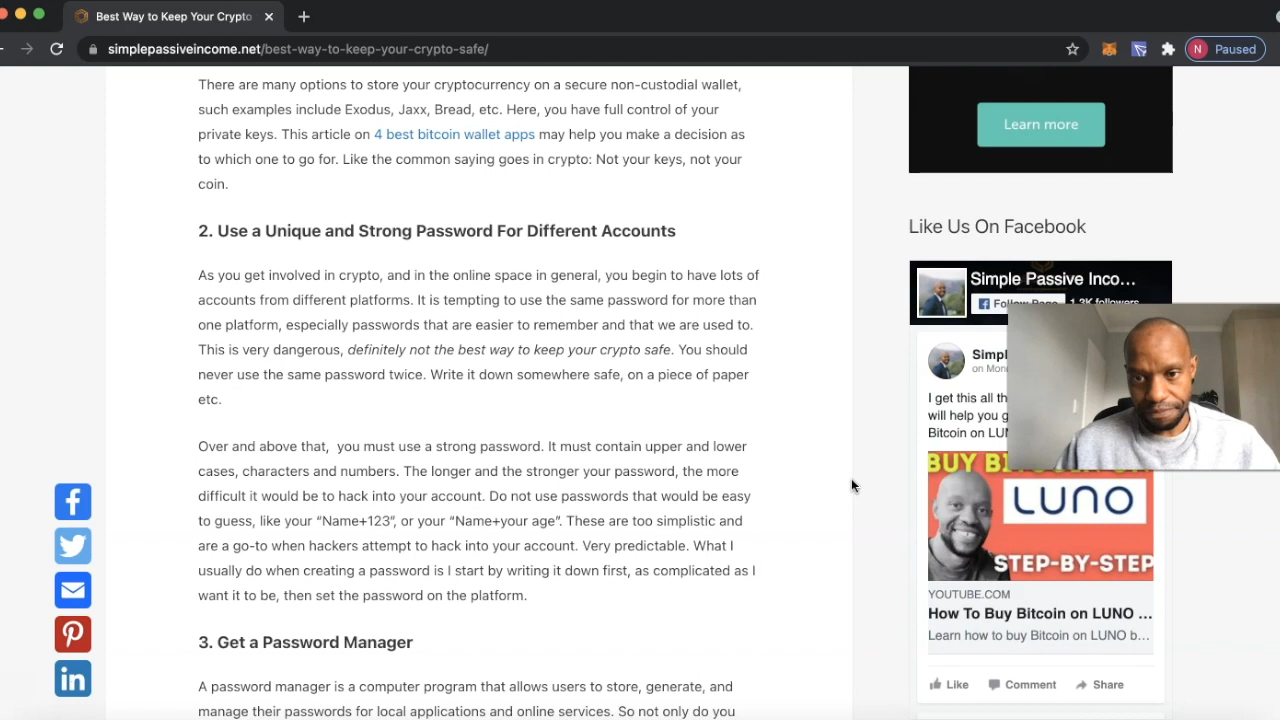 Best Way to Keep Your Crypto
simplepassiveincome.net/best-way-to-keep-your-crypto-safe/
N Paused
There are many options to store your cryptocurrency on a secure non-custodial wallet,
such examples include Exodus, Jaxx, Bread, etc. Here, you have full control of your
private keys. This article on 4 best bitcoin wallet apps may help you make a decision as
to which one to go for. Like the common saying goes in crypto: Not your keys, not your
coin.
2. Use a Unique and Strong Password For Different Accounts
As you get involved in crypto, and in the online space in general, you begin to have lots of
accounts from different platforms. It is tempting to use the same password for more than
one platform, especially passwords that are easier to remember and that we are used to.
This is very dangerous, definitely not the best way to keep your crypto safe. You should
never use the same password twice. Write it down somewhere safe, on a piece of paper
etc.
Over and above that, you must use a strong password. It must contain upper and lower
cases, characters and numbers. The longer and the stronger your password, the more
difficult it would be to hack into your account. Do not use passwords that would be easy
to guess, like your “Name+123”, or your “Name+your age”. These are too simplistic and
are a go-to when hackers attempt to hack into your account. Very predictable. What I
usually do when creating a password is I start by writing it down first, as complicated as I
want it to be, then set the password on the platform.
3. Get a Password Manager
A password manager is a computer program that allows users to store, generate, and
manage their passwords for local applications and online services. So not only do you
Learn more
Like Us On Facebook
Simple Passive Inco...
Follow Page 1.3K followers
Simpl
on Mon
I get this all th
will help you g
Bitcoin on LUN
BUY BITCOIN ON
LUNO
STEP-BY-STEP
YOUTUBE.COM
How To Buy Bitcoin on LUNO ...
Learn how to buy Bitcoin on LUNO b...
Like Comment Share